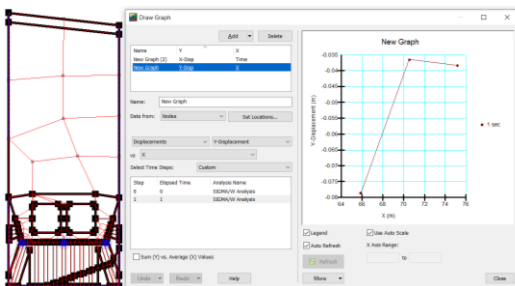 Draw Graph
Add Delete
Name Y X
New Graph (2) X-Disp Time
New Graph Y-Disp X
Name: New Graph
Data from: Nodes Set Locations...
Displacements Y-Displacement
vs X
Select Time Steps: Custom
Step Elapsed Time Analysis Name
0 0 SIGMA/W Analysis
1 1 SIGMA/W Analysis
Sum (Y) vs. Average (X) Values
Undo Redo Help
New Graph
Y-Displacement (m)
-0.035
-0.04
-0.045
-0.05
-0.055
-0.06
-0.065
-0.07
-0.075
-0.08
64 66 68 70 72 74 76
X (m)
1 sec
Legend Use Auto Scale
Auto Refresh X Axis Range:
Refresh to
More Close